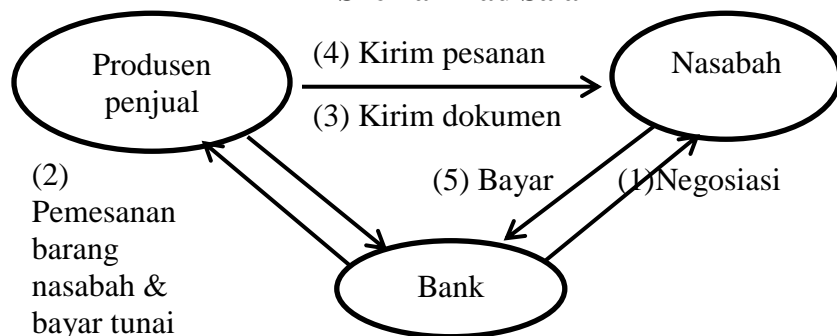 Produsen
penjual
(4) Kirim pesanan
(3) Kirim dokumen
Nasabah
(2)
Pemesanan
barang
nasabah &
bayar tunai
(5) Bayar
(1)Negosiasi
Bank